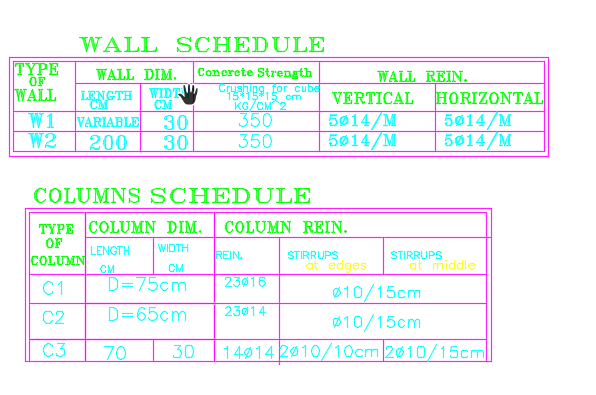 WALL SCHEDULE
TYPE OF WALL WALL DIM. Concrete Strength WALL REIN.
LENGTH CM WIDTH CM Crushing for cube 15*15*15 cm KG/CM^2 VERTICAL HORIZONTAL
W1 VARIABLE 30 350 5ø14/M 5ø14/M
W2 200 30 350 5ø14/M 5ø14/M
COLUMNS SCHEDULE
TYPE OF COLUMN COLUMN DIM. COLUMN REIN.
LENGTH CM WIDTH CM REIN. STIRRUPS at edges STIRRUPS at middle
C1 D=75cm 23ø16 ø10/15cm
C2 D=65cm 23ø14 ø10/15cm
C3 70 30 14ø14 2ø10/10cm 2ø10/15cm